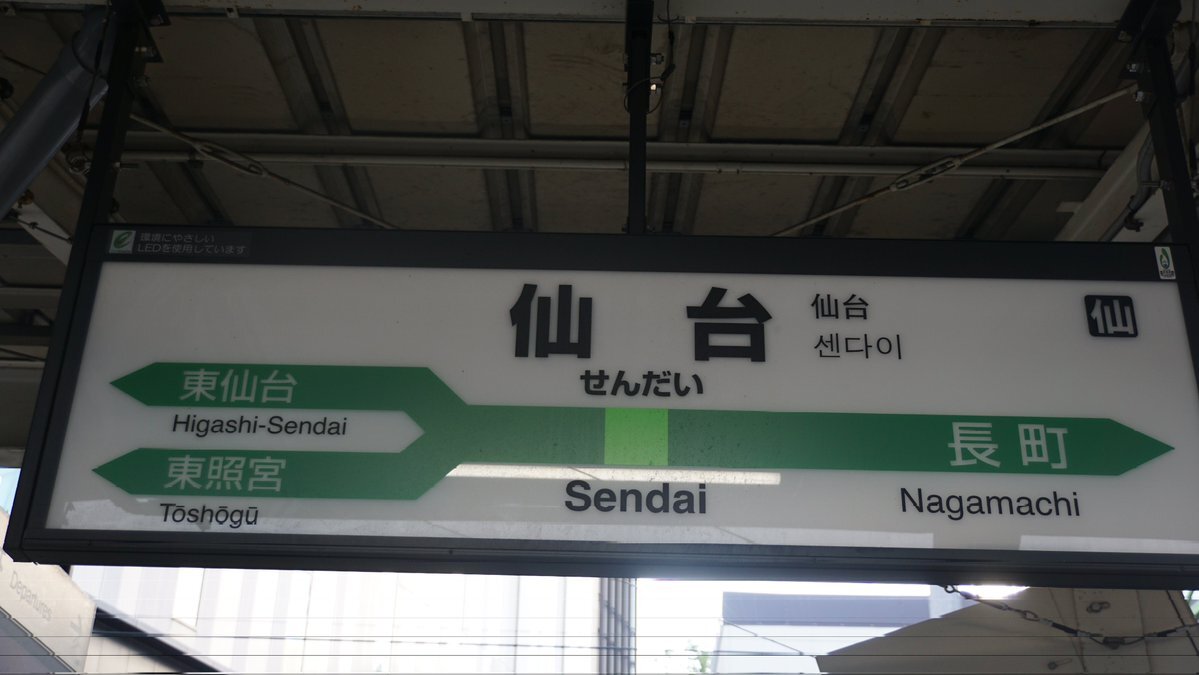 環境にやさしい
LEDを使用しています
仙台
仙台
센다이
仙
せんだい
東仙台
Higashi-Sendai
東照宮
Tōshōgū
長町
Sendai
Nagamachi
Departures